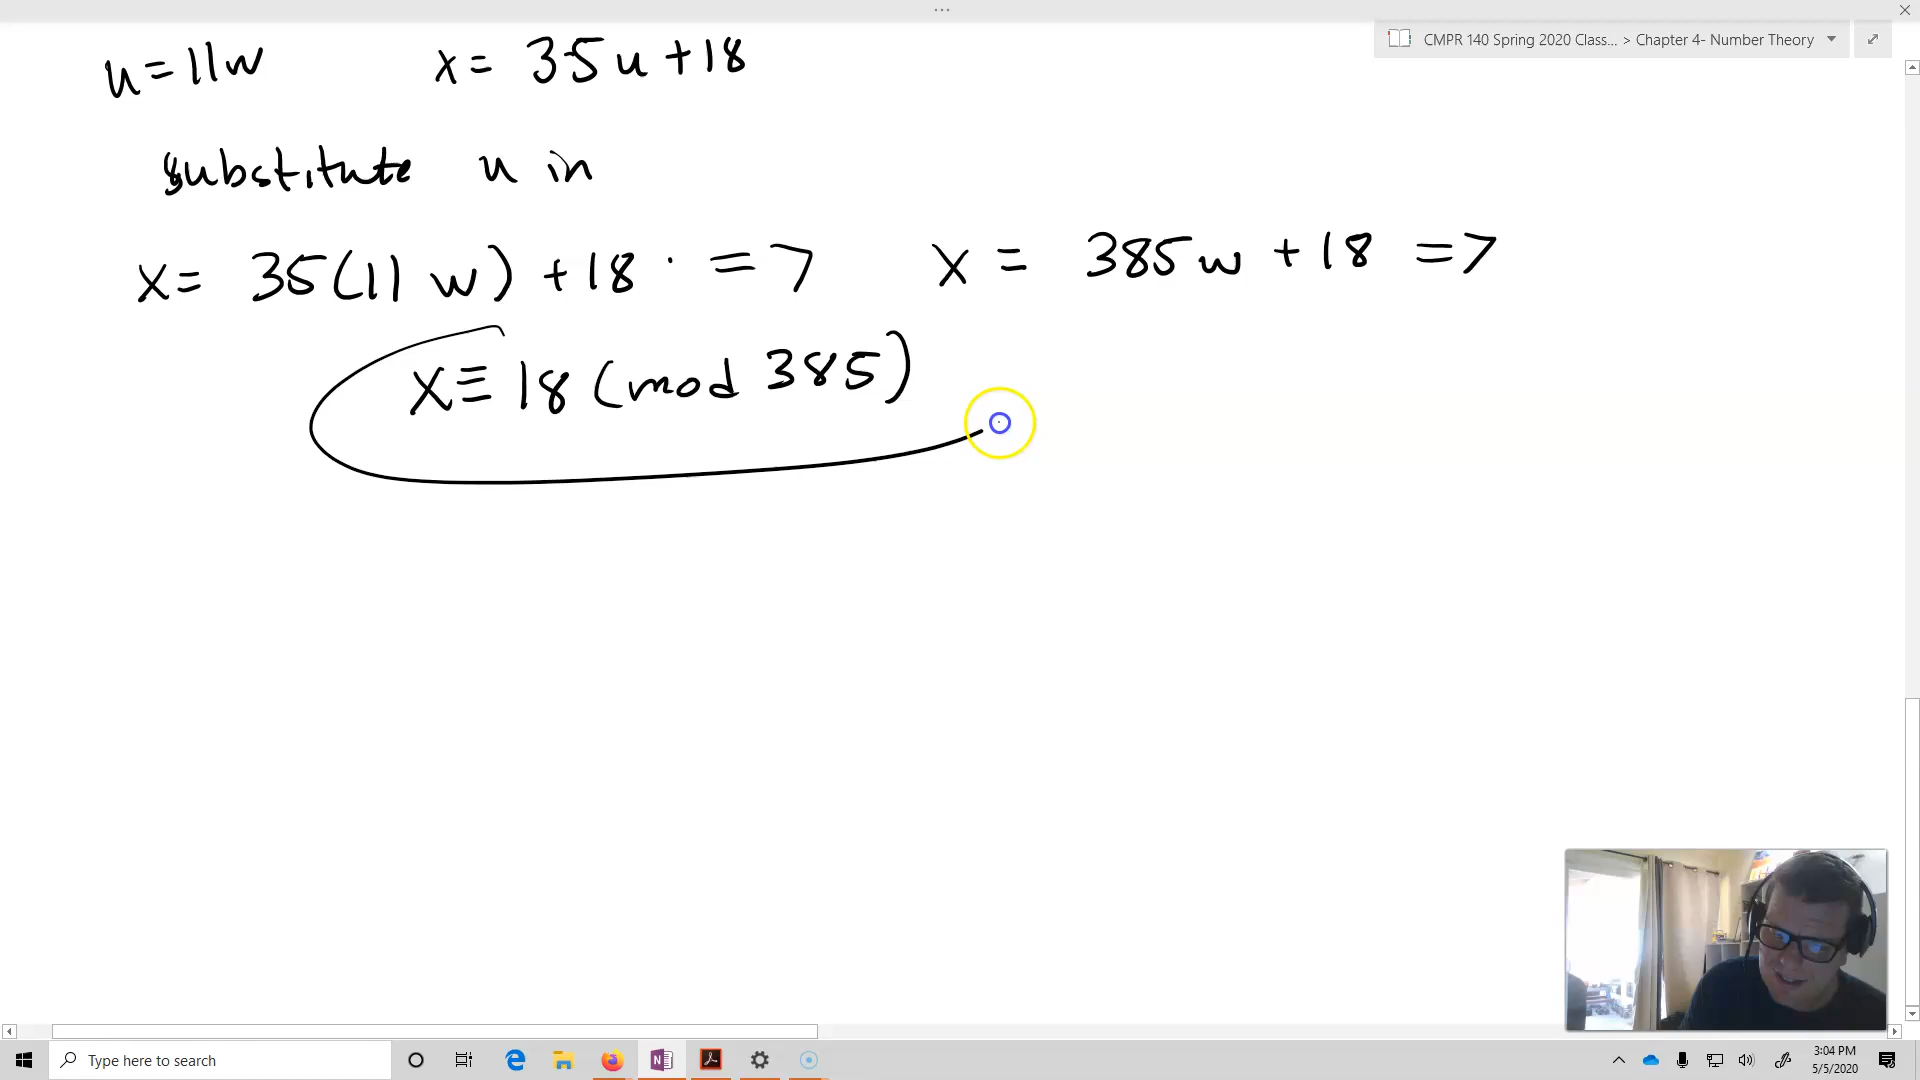 ...
CMPR 140 Spring 2020 Class... > Chapter 4- Number Theory
u=11w x= 35u+18
substitute u in
x= 35(11 w) +18 . => x = 385w +18 =>
x≡ 18 (mod 385)
Type here to search
3:04 PM
5/5/2020